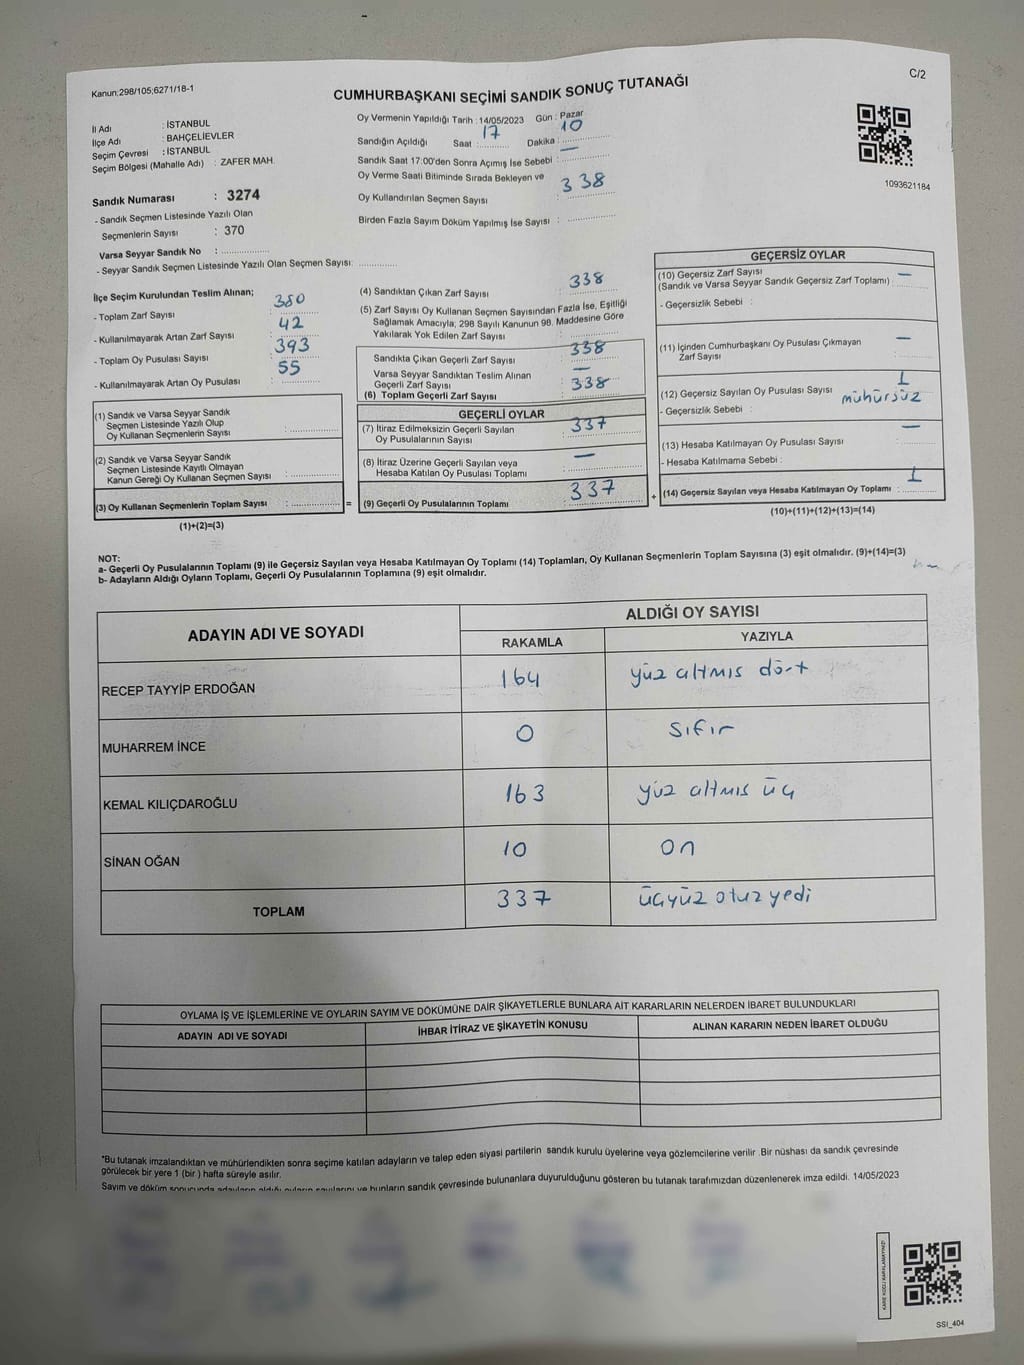 C/2
Kanun:298/105;6271/18-1
CUMHURBAŞKANI SEÇİMİ SANDIK SONUÇ TUTANAĞI
İl Adı : İSTANBUL
İlçe Adı : BAHÇELİEVLER
Seçim Çevresi : İSTANBUL
Seçim Bölgesi (Mahalle Adı) : ZAFER MAH.
Sandık Numarası : 3274
- Sandık Seçmen Listesinde Yazılı Olan
Seçmenlerin Sayısı : 370
Varsa Seyyar Sandık No :
- Seyyar Sandık Seçmen Listesinde Yazılı Olan Seçmen Sayısı:
Oy Vermenin Yapıldığı Tarih : 14/05/2023 Gün : Pazar
Sandığın Açıldığı Saat : 17 Dakika : 10
Sandık Saat 17:00'den Sonra Açımış İse Sebebi : —
Oy Verme Saati Bitiminde Sırada Bekleyen ve
Oy Kullandırılan Seçmen Sayısı : 338
Birden Fazla Sayım Döküm Yapılmış İse Sayısı :
1093621184
İlçe Seçim Kurulundan Teslim Alınan;
- Toplam Zarf Sayısı : 380
- Kullanılmayarak Artan Zarf Sayısı : 42
- Toplam Oy Pusulası Sayısı : 393
- Kullanılmayarak Artan Oy Pusulası : 55
(1) Sandık ve Varsa Seyyar Sandık
Seçmen Listesinde Yazılı Olup
Oy Kullanan Seçmenlerin Sayısı :
(2) Sandık ve Varsa Seyyar Sandık
Seçmen Listesinde Kayıtlı Olmayan
Kanun Gereği Oy Kullanan Seçmen Sayısı :
(3) Oy Kullanan Seçmenlerin Toplam Sayısı : =
(1)+(2)=(3)
(4) Sandıktan Çıkan Zarf Sayısı : 338
(5) Zarf Sayısı Oy Kullanan Seçmen Sayısından Fazla İse, Eşitliği
Sağlamak Amacıyla; 298 Sayılı Kanunun 98. Maddesine Göre
Yakılarak Yok Edilen Zarf Sayısı :
Sandıkta Çıkan Geçerli Zarf Sayısı : 338
Varsa Seyyar Sandıktan Teslim Alınan
Geçerli Zarf Sayısı : —
(6) Toplam Geçerli Zarf Sayısı : 338
GEÇERLİ OYLAR
(7) İtiraz Edilmeksizin Geçerli Sayılan
Oy Pusulalarının Sayısı : 337
(8) İtiraz Üzerine Geçerli Sayılan veya
Hesaba Katılan Oy Pusulası Toplamı : —
(9) Geçerli Oy Pusulalarının Toplamı : 337 +
GEÇERSİZ OYLAR
(10) Geçersiz Zarf Sayısı
(Sandık ve Varsa Seyyar Sandık Geçersiz Zarf Toplamı) : —
- Geçersizlik Sebebi :
(11) İçinden Cumhurbaşkanı Oy Pusulası Çıkmayan
Zarf Sayısı : —
(12) Geçersiz Sayılan Oy Pusulası Sayısı : 1
- Geçersizlik Sebebi : mühürsüz
(13) Hesaba Katılmayan Oy Pusulası Sayısı : —
- Hesaba Katılmama Sebebi :
(14) Geçersiz Sayılan veya Hesaba Katılmayan Oy Toplamı : 1
(10)+(11)+(12)+(13)=(14)
NOT:
a- Geçerli Oy Pusulalarının Toplamı (9) ile Geçersiz Sayılan veya Hesaba Katılmayan Oy Toplamı (14) Toplamları, Oy Kullanan Seçmenlerin Toplam Sayısına (3) eşit olmalıdır. (9)+(14)=(3)
b- Adayların Aldığı Oyların Toplamı, Geçerli Oy Pusulalarının Toplamına (9) eşit olmalıdır.
ADAYIN ADI VE SOYADI ALDIĞI OY SAYISI
RAKAMLA YAZIYLA
RECEP TAYYİP ERDOĞAN 164 yüz altmış dört
MUHARREM İNCE 0 sıfır
KEMAL KILIÇDAROĞLU 163 yüz altmış üç
SİNAN OĞAN 10 on
TOPLAM 337 üçyüz otuz yedi
OYLAMA İŞ VE İŞLEMLERİNE VE OYLARIN SAYIM VE DÖKÜMÜNE DAİR ŞİKAYETLERLE BUNLARA AİT KARARLARIN NELERDEN İBARET BULUNDUKLARI
ADAYIN ADI VE SOYADI İHBAR İTİRAZ VE ŞİKAYETİN KONUSU ALINAN KARARIN NEDEN İBARET OLDUĞU
*Bu tutanak imzalandıktan ve mühürlendikten sonra seçime katılan adayların ve talep eden siyasi partilerin sandık kurulu üyelerine veya gözlemcilerine verilir .Bir nüshası da sandık çevresinde
görülecek bir yere 1 (bir ) hafta süreyle asılır.
Sayım ve döküm sonucunda adayların aldığı oyların sayılarını ve bunların sandık çevresinde bulunanlara duyurulduğunu gösteren bu tutanak tarafımızdan düzenlenerek imza edildi. 14/05/2023
SSI_404